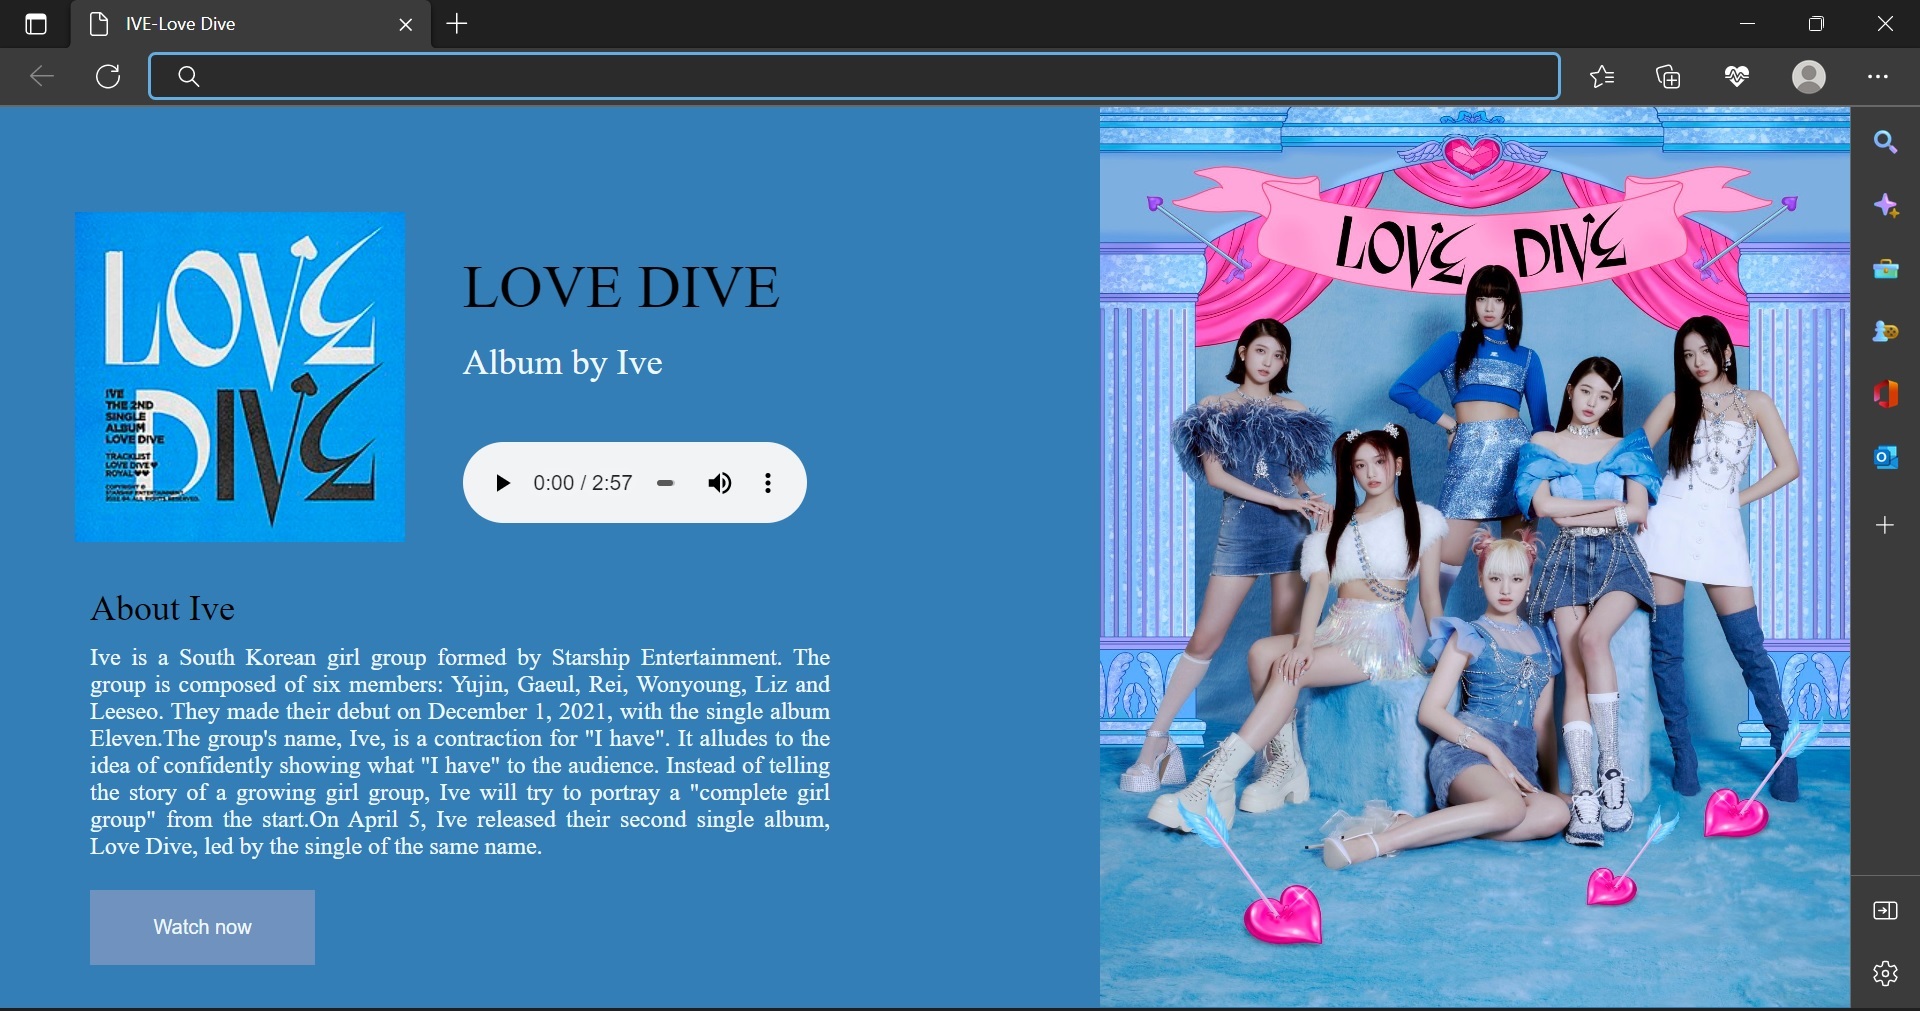 IVE-Love Dive
LOVE DIVE
LOVE
DIVE
IVE
THE 2ND
SINGLE
ALBUM
LOVE DIVE
TRACKLIST
LOVE DIVE♥
ROYAL♥♥
COPYRIGHT ©
STARSHIP ENTERTAINMENT.
LOVE DIVE
Album by Ive
0:00 / 2:57
About Ive
Ive is a South Korean girl group formed by Starship Entertainment. The
group is composed of six members: Yujin, Gaeul, Rei, Wonyoung, Liz and
Leeseo. They made their debut on December 1, 2021, with the single album
Eleven.The group's name, Ive, is a contraction for "I have". It alludes to the
idea of confidently showing what "I have" to the audience. Instead of telling
the story of a growing girl group, Ive will try to portray a "complete girl
group" from the start.On April 5, Ive released their second single album,
Love Dive, led by the single of the same name.
Watch now